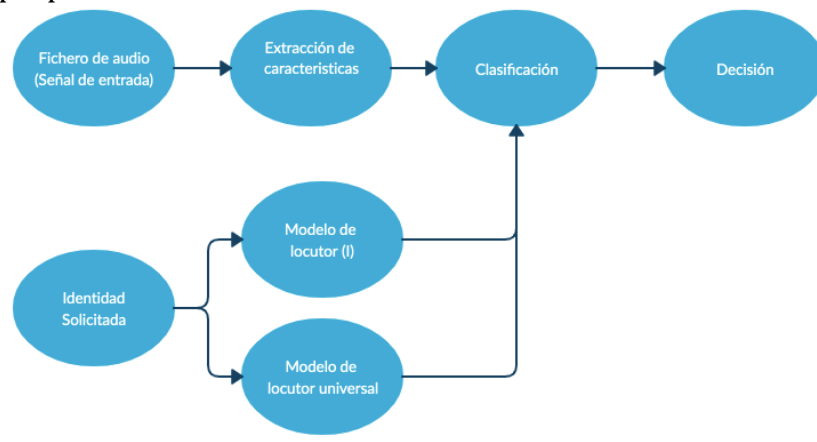 Fichero de audio
(Señal de entrada)
Extracción de
caracteristicas
Clasificación
Decisión
Modelo de
locutor (I)
Identidad
Solicitada
Modelo de
locutor universal